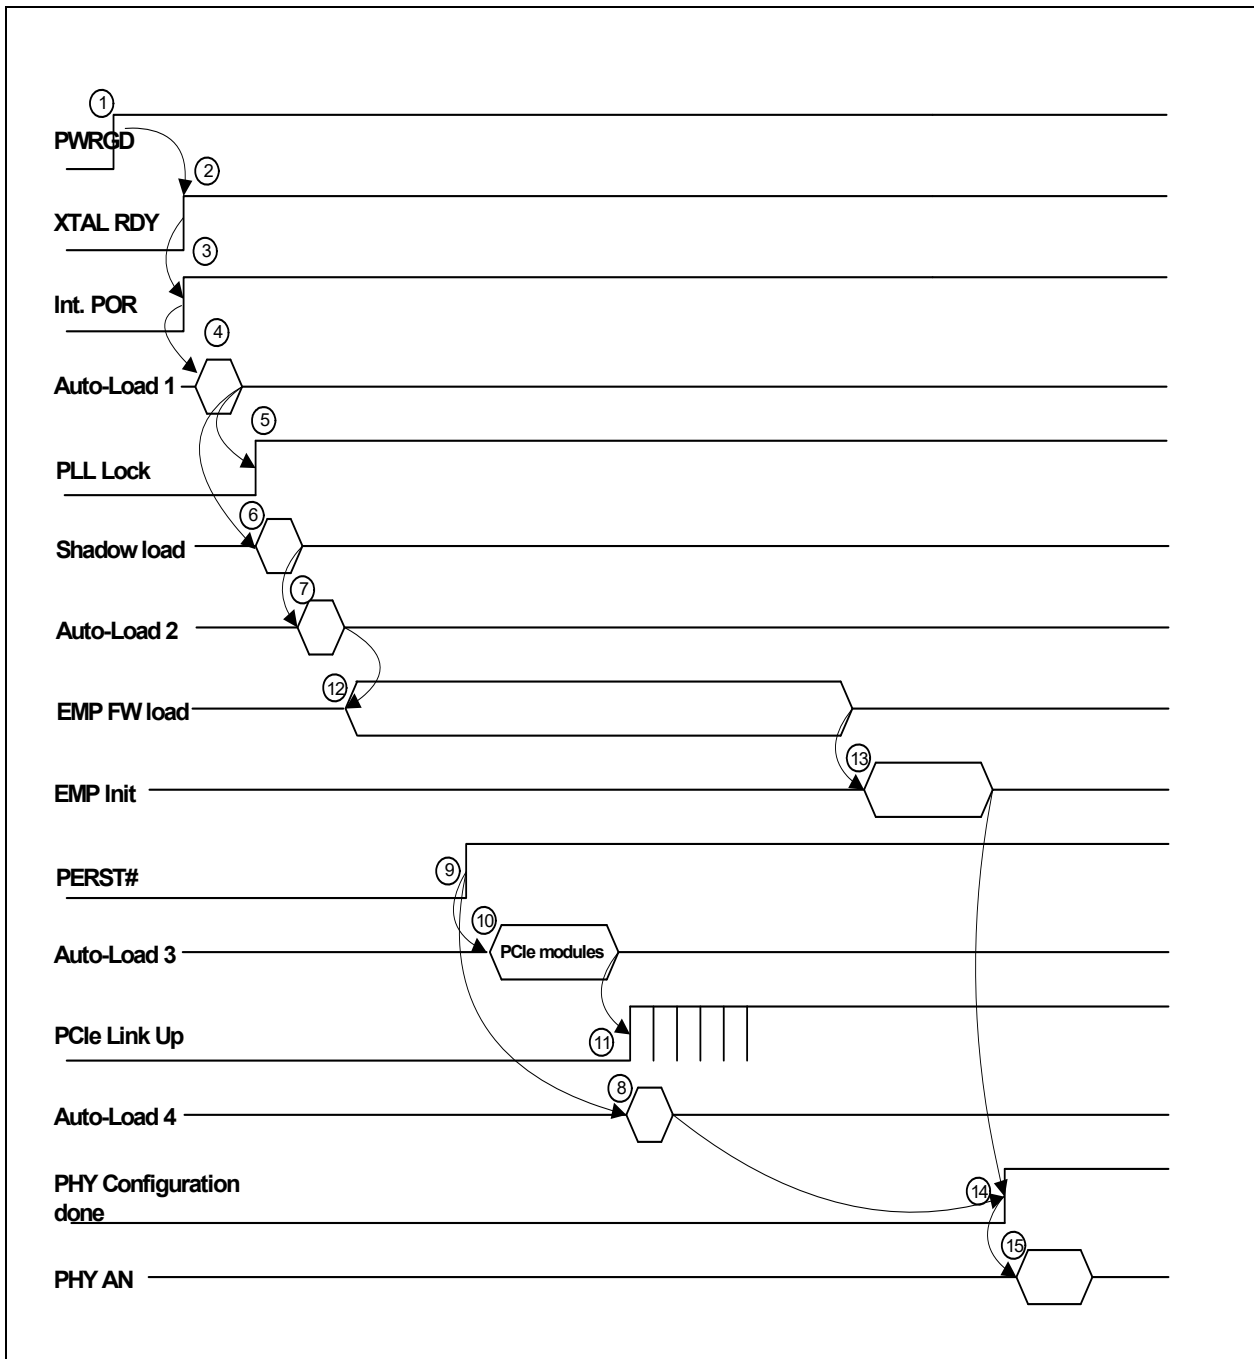 1
PWRGD
2
XTAL RDY
3
Int. POR
4
Auto-Load 1
5
PLL Lock
6
Shadow load
7
Auto-Load 2
12
EMP FW load
13
EMP Init
9
PERST#
10
Auto-Load 3
PCIe modules
PCIe Link Up
11
8
Auto-Load 4
PHY Configuration
done
14
15
PHY AN